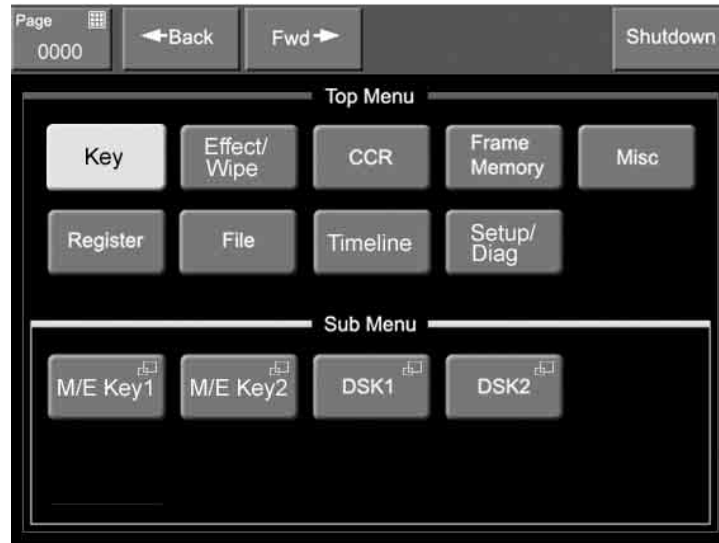 Page
0000
Back
Fwd
Shutdown
Top Menu
Key
Effect/
Wipe
CCR
Frame
Memory
Misc
Register
File
Timeline
Setup/
Diag
Sub Menu
M/E Key1
M/E Key2
DSK1
DSK2